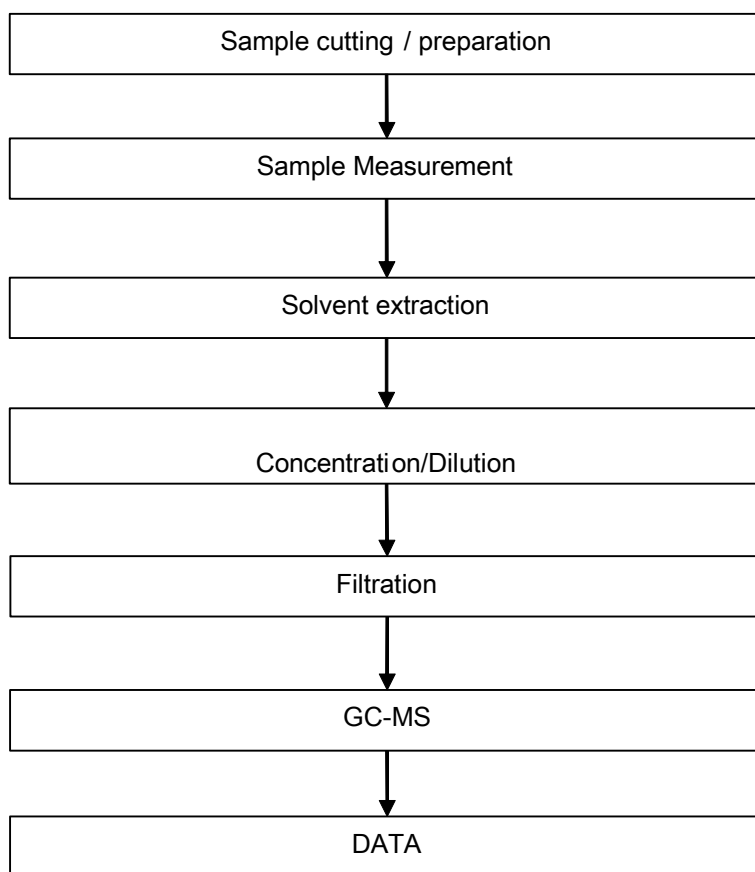 Sample cutting / preparation
Sample Measurement
Solvent extraction
Concentration/Dilution
Filtration
GC-MS
DATA